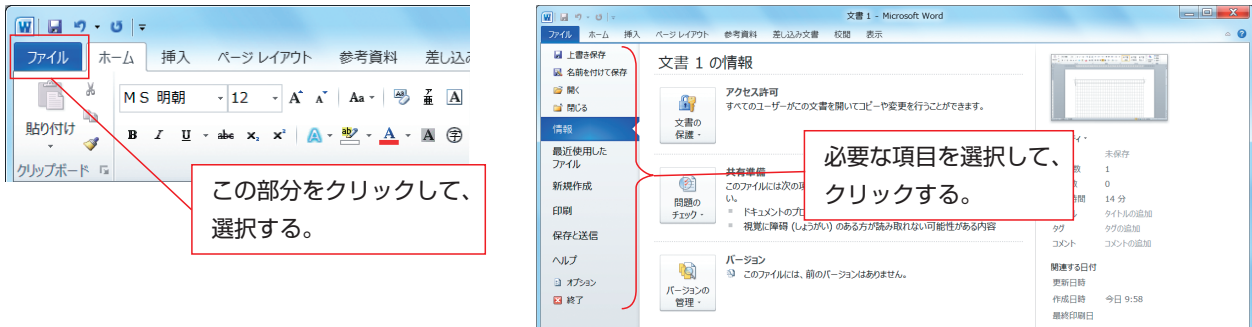 ファイル ホーム 挿入 ページ レイアウト 参考資料 差し込み
ＭＳ 明朝 12 A A Aa ABC ア亜 A
貼り付け
B I U abc x₂ x² A ab A A 字
クリップボード
この部分をクリックして、
選択する。
文書 1 - Microsoft Word
ファイル ホーム 挿入 ページ レイアウト 参考資料 差し込み文書 校閲 表示
上書き保存
名前を付けて保存
開く
閉じる
情報
最近使用した
ファイル
新規作成
印刷
保存と送信
ヘルプ
オプション
終了
文書 1 の情報
文書の
保護
アクセス許可
すべてのユーザーがこの文書を開いてコピーや変更を行うことができます。
問題の
チェック
共有準備
このファイルには次の
い。
ドキュメントのプロ
視覚に障碍 (しょうがい) のある方が読み取れない可能性がある内容
バージョンの
管理
バージョン
このファイルには、前のバージョンはありません。
必要な項目を選択して、
クリックする。
未保存
数 1
0
時間 14 分
タイトルの追加
タグ タグの追加
コメント コメントの追加
関連する日付
更新日時
作成日時 今日 9:58
最終印刷日